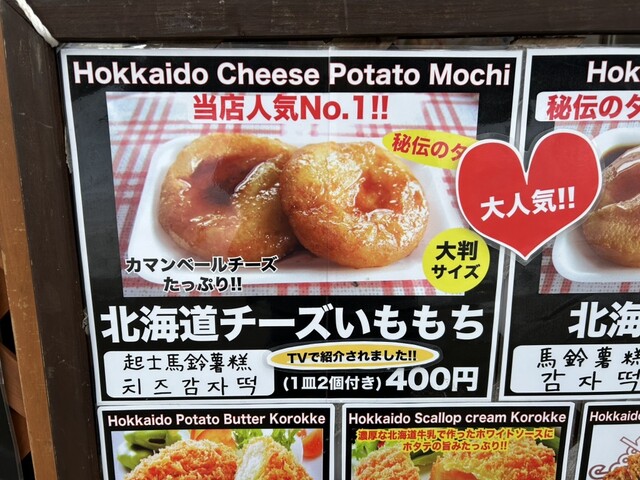 Hokkaido Cheese Potato Mochi
当店人気No.1!!
秘伝のタ
大人気!!
大判
サイズ
カマンベールチーズ
たっぷり!!
北海道チーズいももち
起士馬鈴薯糕
치즈감자떡
TVで紹介されました!!
(1皿2個付き)400円
Hok
秘伝のタ
北海
馬鈴薯糕
감자떡
Hokkaido Potato Butter Korokke
Hokkaido Scallop cream Korokke
濃厚な北海道牛乳で作ったホワイトソースに
ホタテの旨みたっぷり!!
Hokkaido